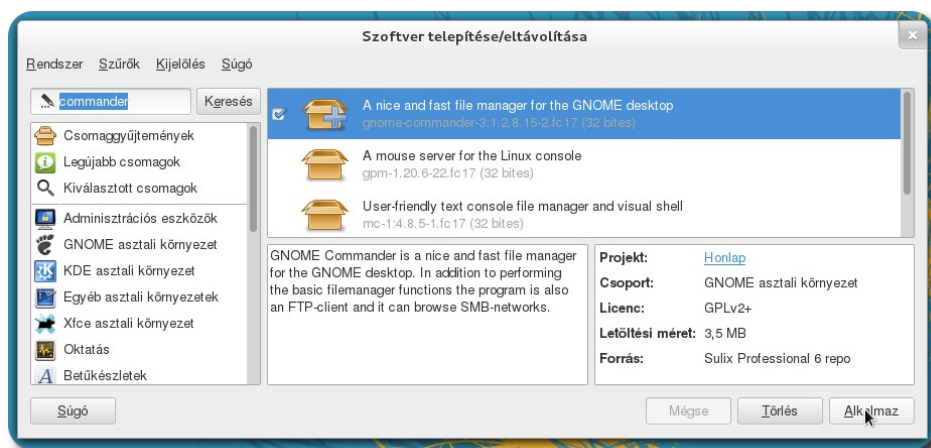 Szoftver telepítése/eltávolítása
Rendszer Szűrők Kijelölés Súgó
commander Keresés
Csomaggyűjtemények
Legújabb csomagok
Kiválasztott csomagok
Adminisztrációs eszközök
GNOME asztali környezet
KDE asztali környezet
Egyéb asztali környezetek
Xfce asztali környezet
Oktatás
Betűkészletek
A nice and fast file manager for the GNOME desktop
gnome-commander-3:1.2.8.15-2.fc17 (32 bites)
A mouse server for the Linux console
gpm-1.20.6-22.fc17 (32 bites)
User-friendly text console file manager and visual shell
mc-1:4.8.5-1.fc17 (32 bites)
GNOME Commander is a nice and fast file manager
for the GNOME desktop. In addition to performing
the basic filemanager functions the program is also
an FTP-client and it can browse SMB-networks.
Projekt: Honlap
Csoport: GNOME asztali környezet
Licenc: GPLv2+
Letöltési méret: 3,5 MB
Forrás: Sulix Professional 6 repo
Súgó Mégse Törlés Alkalmaz